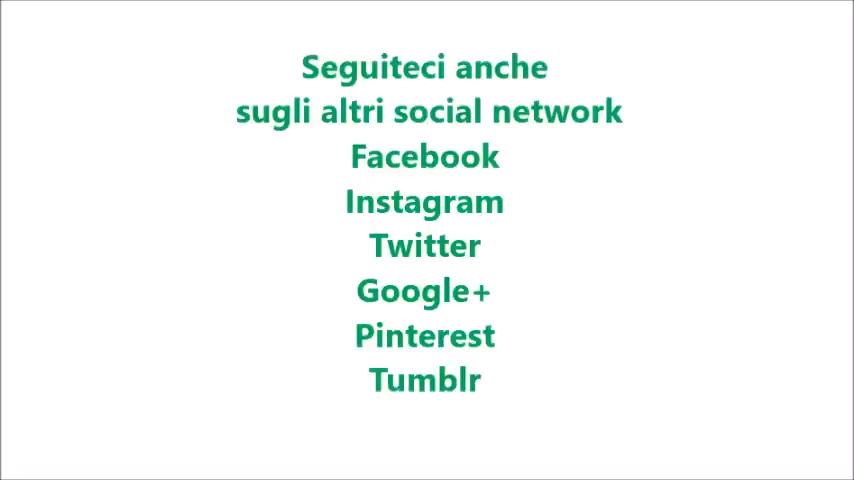 Seguiteci anche
sugli altri social network
Facebook
Instagram
Twitter
Google+
Pinterest
Tumblr